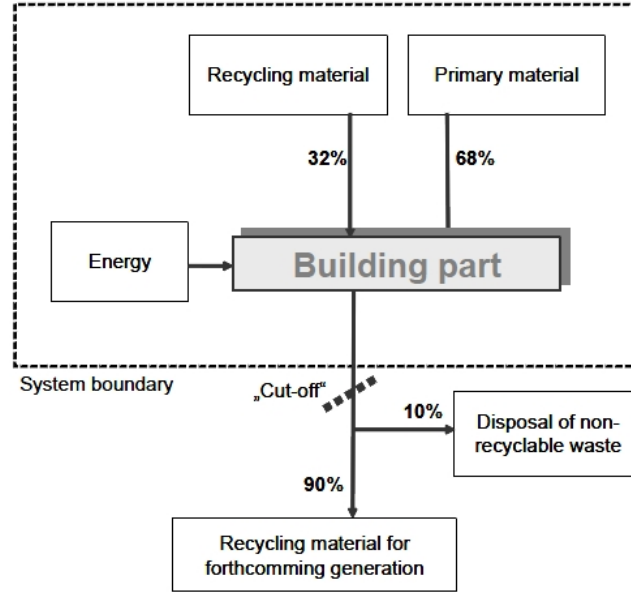 Recycling material
Primary material
32%
68%
Energy
Building part
System boundary
„Cut-off“
10%
Disposal of non-
recyclable waste
90%
Recycling material for
forthcomming generation